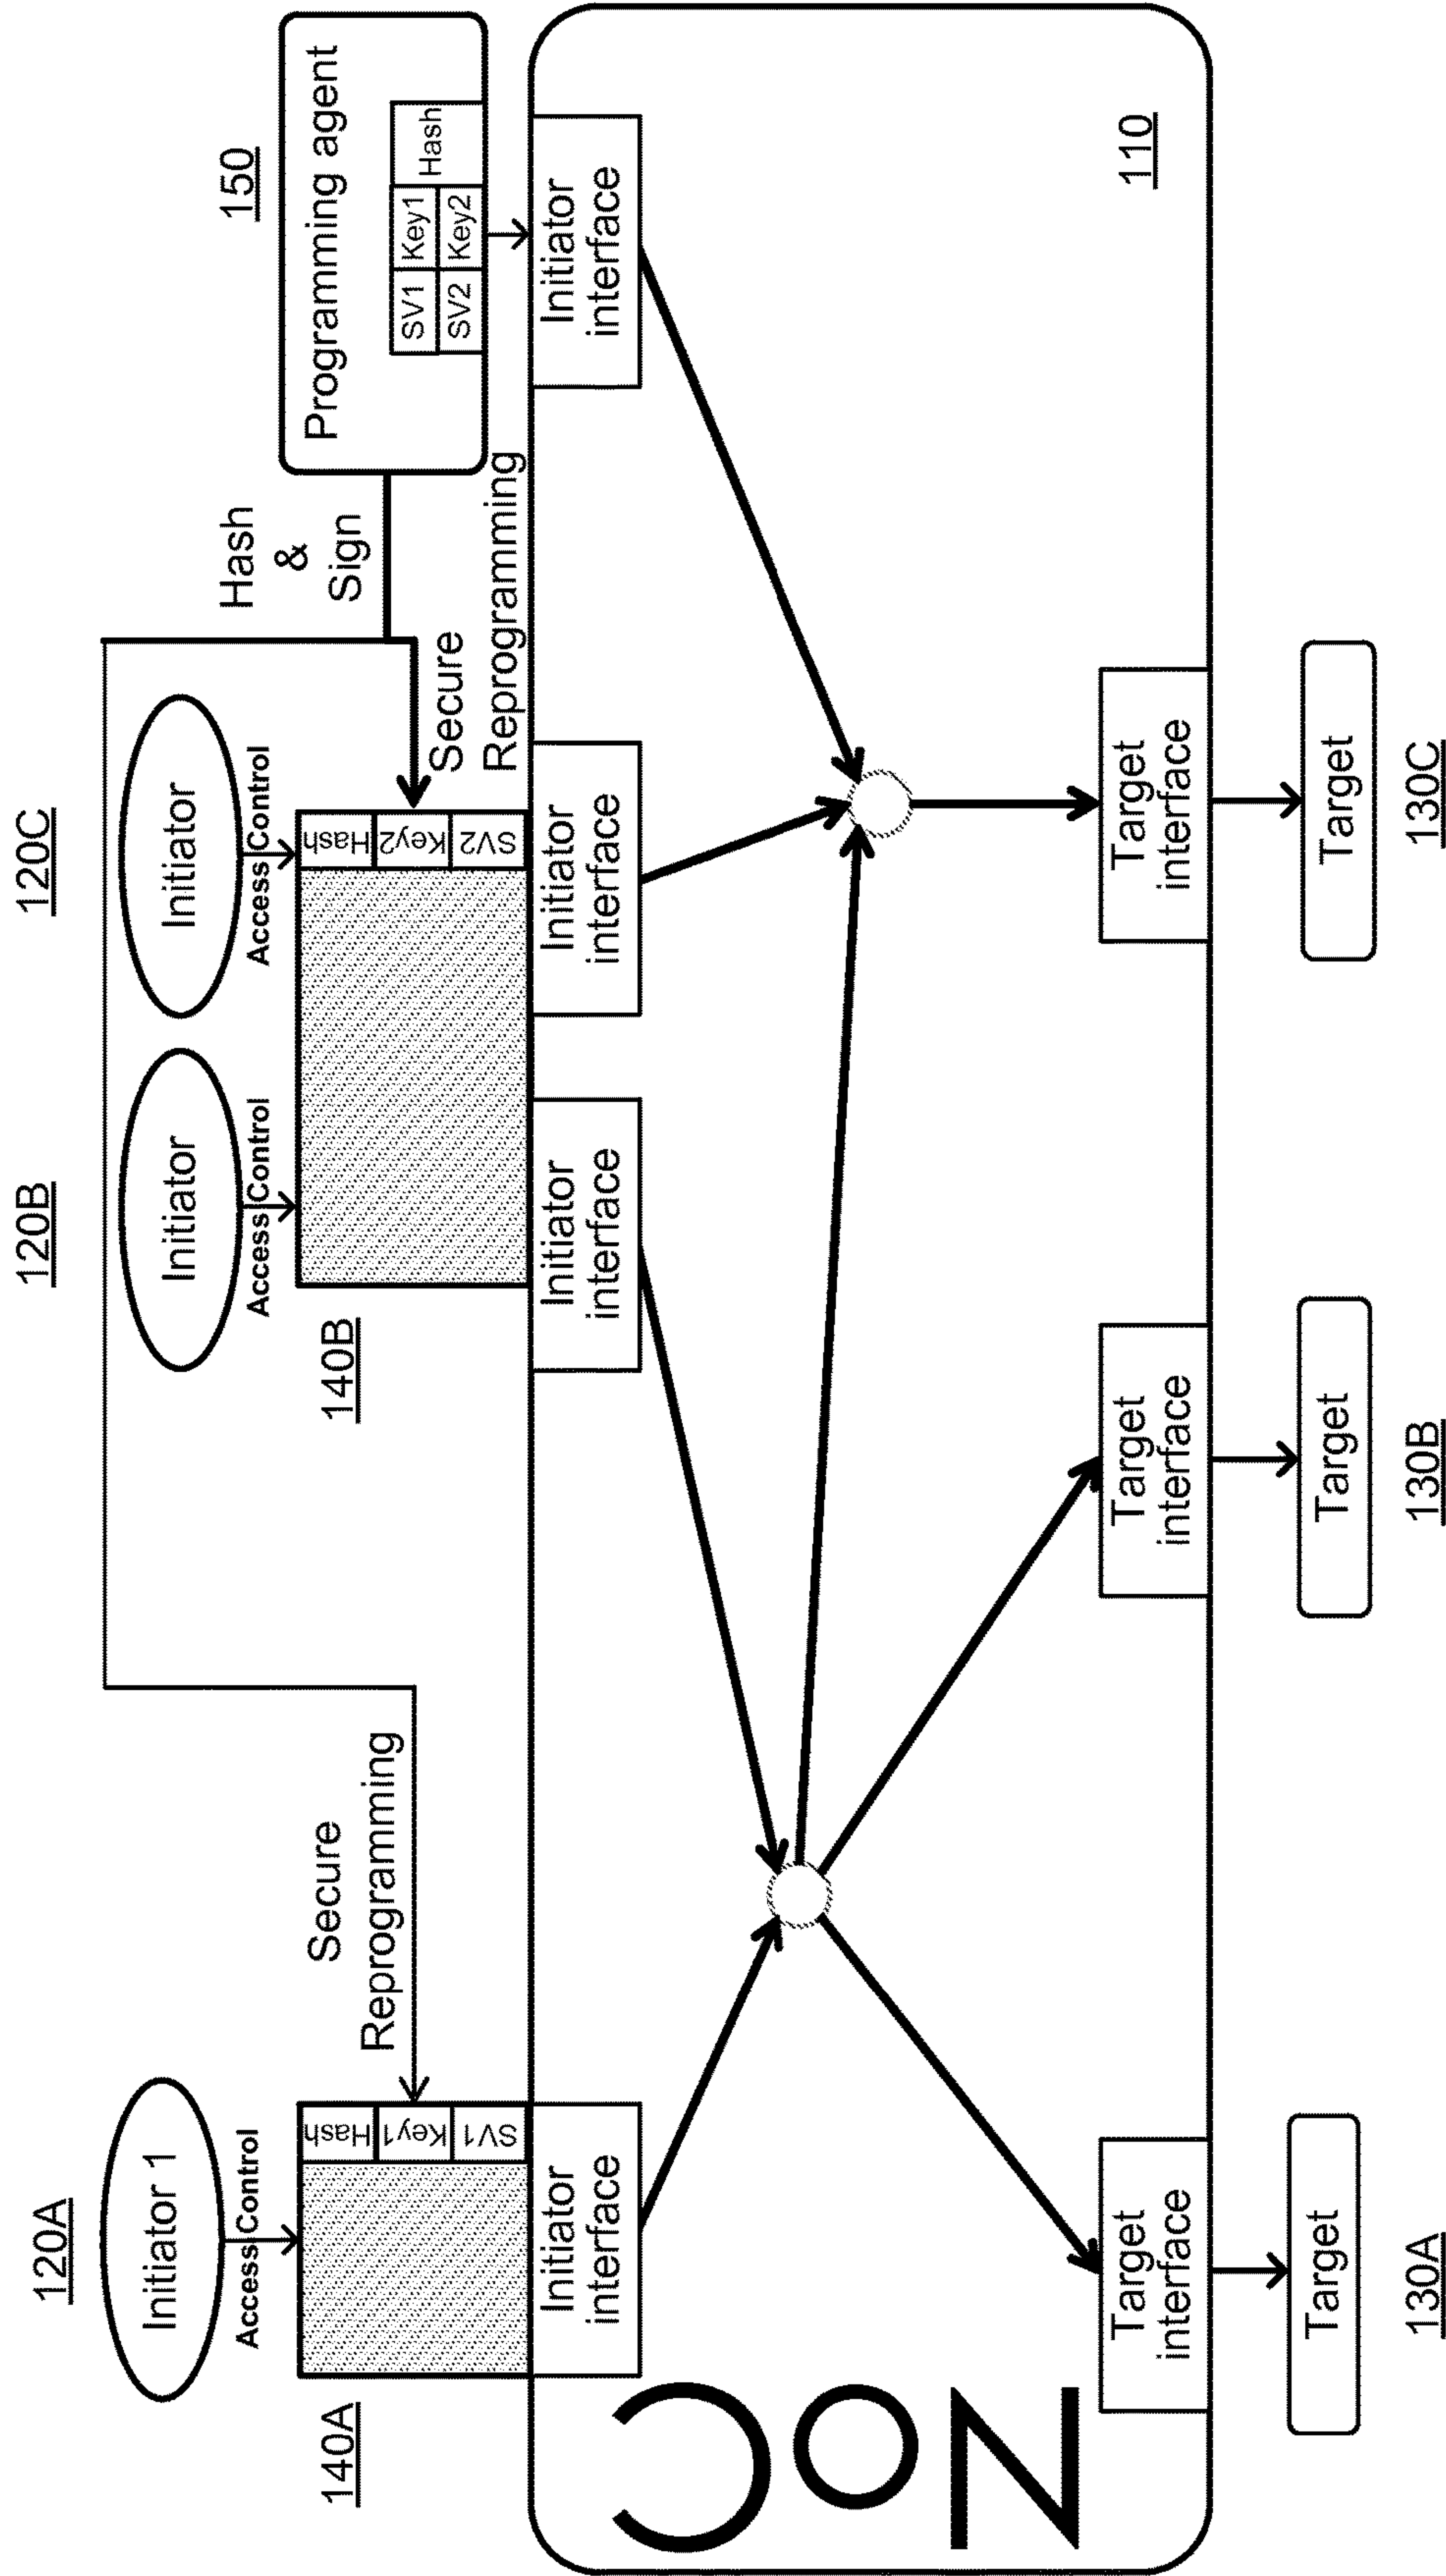 120A
120B
120C
150
Initiator 1
Initiator
Initiator
Programming agent
Access Control
Access Control
Access Control
Hash
&
Sign
SV1
Key1
Hash
SV2
Key2
140A
Hash
Key1
SV1
Secure
Reprogramming
140B
Hash
Key2
SV2
Secure
Reprogramming
Initiator
interface
Initiator
interface
Initiator
interface
Initiator
interface
NoC
110
Target
interface
Target
interface
Target
interface
Target
Target
Target
130A
130B
130C